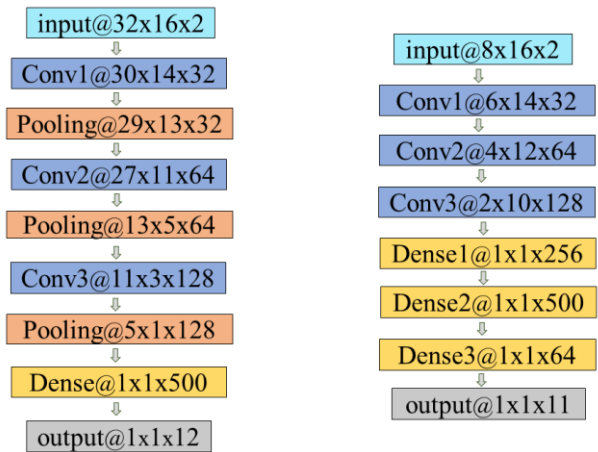 input@32x16x2
Conv1@30x14x32
Pooling@29x13x32
Conv2@27x11x64
Pooling@13x5x64
Conv3@11x3x128
Pooling@5x1x128
Dense@1x1x500
output@1x1x12
input@8x16x2
Conv1@6x14x32
Conv2@4x12x64
Conv3@2x10x128
Dense1@1x1x256
Dense2@1x1x500
Dense3@1x1x64
output@1x1x11